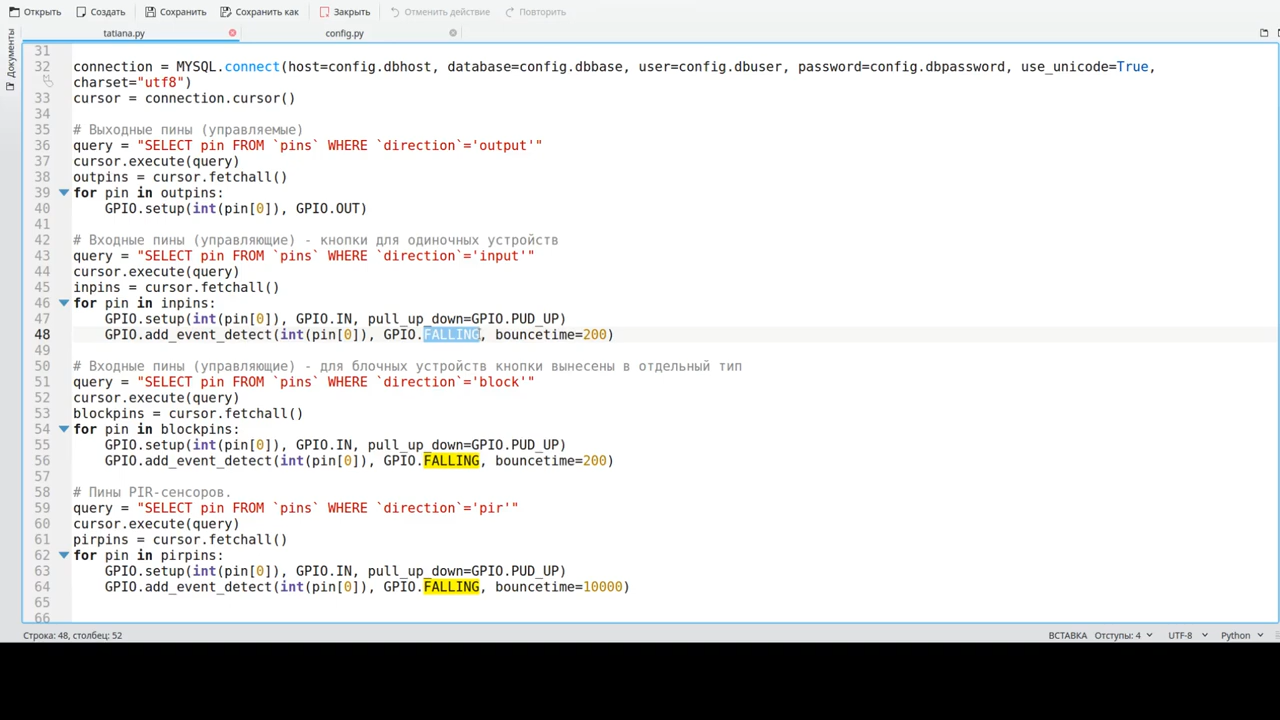 Открыть Создать Сохранить Сохранить как Закрыть Отменить действие Повторить
Документы
tatiana.py config.py
31
32 connection = MYSQL.connect(host=config.dbhost, database=config.dbbase, user=config.dbuser, password=config.dbpassword, use_unicode=True,
charset="utf8")
33 cursor = connection.cursor()
34
35 # Выходные пины (управляемые)
36 query = "SELECT pin FROM `pins` WHERE `direction`='output'"
37 cursor.execute(query)
38 outpins = cursor.fetchall()
39 for pin in outpins:
40     GPIO.setup(int(pin[0]), GPIO.OUT)
41
42 # Входные пины (управляющие) - кнопки для одиночных устройств
43 query = "SELECT pin FROM `pins` WHERE `direction`='input'"
44 cursor.execute(query)
45 inpins = cursor.fetchall()
46 for pin in inpins:
47     GPIO.setup(int(pin[0]), GPIO.IN, pull_up_down=GPIO.PUD_UP)
48     GPIO.add_event_detect(int(pin[0]), GPIO.FALLING, bouncetime=200)
49
50 # Входные пины (управляющие) - для блочных устройств кнопки вынесены в отдельный тип
51 query = "SELECT pin FROM `pins` WHERE `direction`='block'"
52 cursor.execute(query)
53 blockpins = cursor.fetchall()
54 for pin in blockpins:
55     GPIO.setup(int(pin[0]), GPIO.IN, pull_up_down=GPIO.PUD_UP)
56     GPIO.add_event_detect(int(pin[0]), GPIO.FALLING, bouncetime=200)
57
58 # Пины PIR-сенсоров.
59 query = "SELECT pin FROM `pins` WHERE `direction`='pir'"
60 cursor.execute(query)
61 pirpins = cursor.fetchall()
62 for pin in pirpins:
63     GPIO.setup(int(pin[0]), GPIO.IN, pull_up_down=GPIO.PUD_UP)
64     GPIO.add_event_detect(int(pin[0]), GPIO.FALLING, bouncetime=10000)
65
66
Строка: 48, столбец: 52 ВСТАВКА Отступы: 4 UTF-8 Python